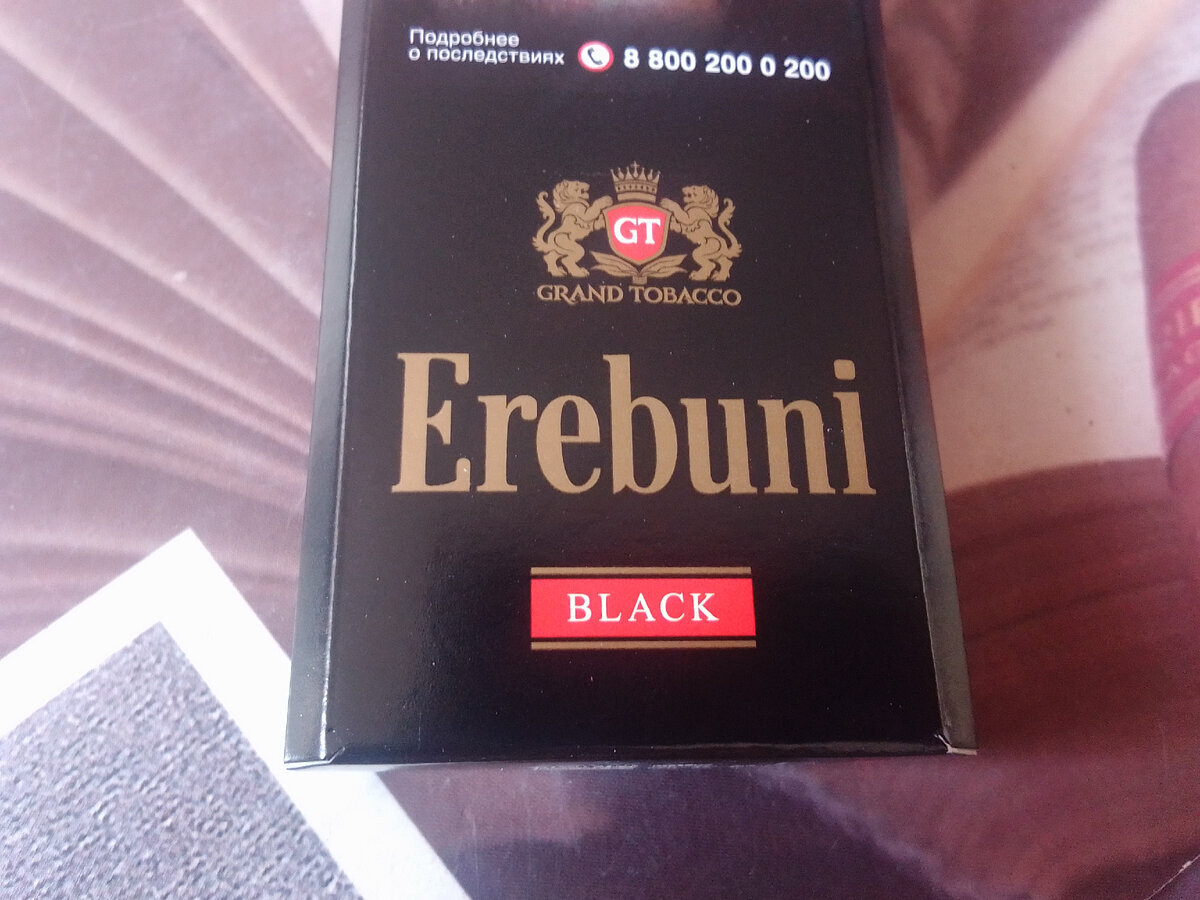 Подробнее
о последствиях 8 800 200 0 200
GT
GRAND TOBACCO
Erebuni
BLACK